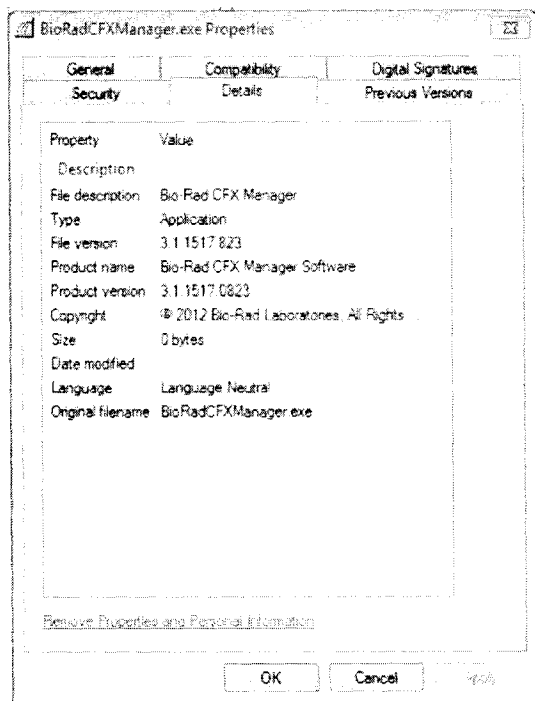 BioRadCFXManager.exe Properties
General Compatibility Digital Signatures
Security Details Previous Versions
Property Value
Description
File description Bio-Rad CFX Manager
Type Application
File version 3.1.1517.823
Product name Bio-Rad CFX Manager Software
Product version 3.1.1517.0823
Copyright © 2012 Bio-Rad Laboratories, All Rights
Size 0 bytes
Date modified
Language Language Neutral
Original filename BioRadCFXManager.exe
Remove Properties and Personal Information
OK Cancel Apply